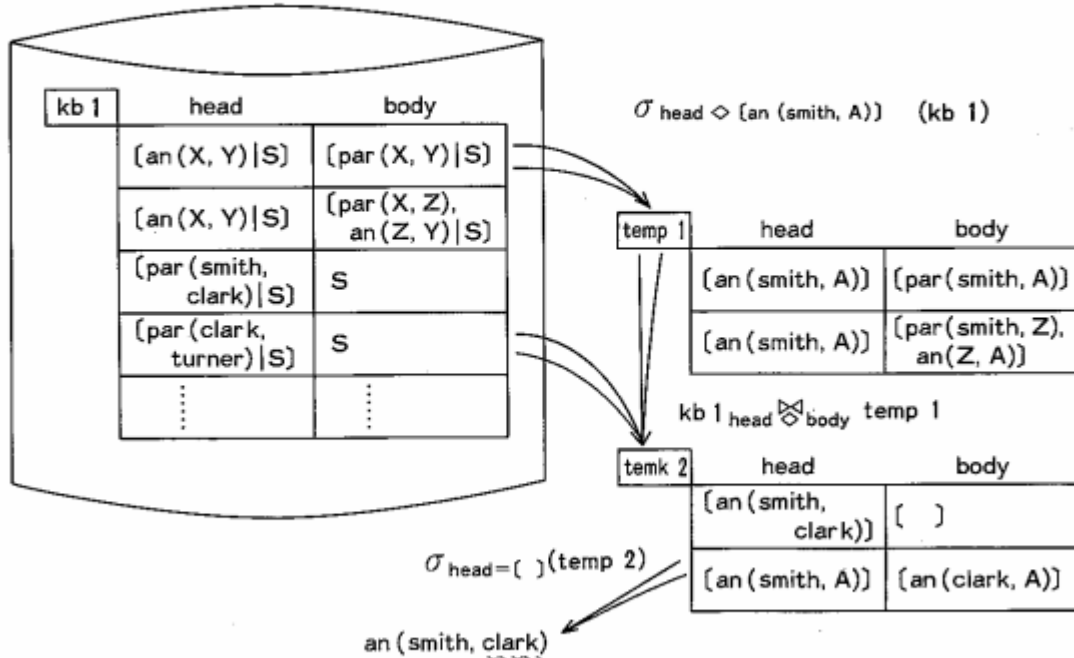 kb 1 head body
σ head ◇ [an (smith, A)] (kb 1)
[an (X, Y) | S] [par (X, Y) | S]
[an (X, Y) | S] [par (X, Z),
an (Z, Y) | S]
[par (smith,
clark) | S] S
[par (clark,
turner) | S] S
temp 1 head body
[an (smith, A)] [par (smith, A)]
[an (smith, A)] [par (smith, Z),
an (Z, A)]
kb 1 head ⋈◇ body temp 1
temk 2 head body
[an (smith,
clark)] [ ]
[an (smith, A)] [an (clark, A)]
σ head = [ ] (temp 2)
an (smith, clark)